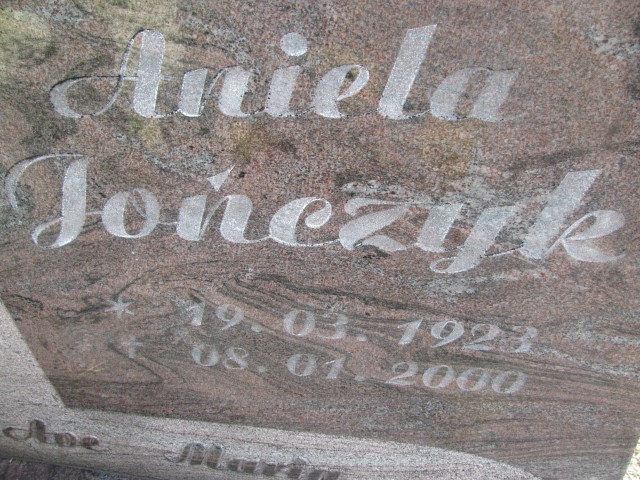 Aniela
Jończyk
* 19. 03. 1923
† 08. 01. 2000
Ave Maria